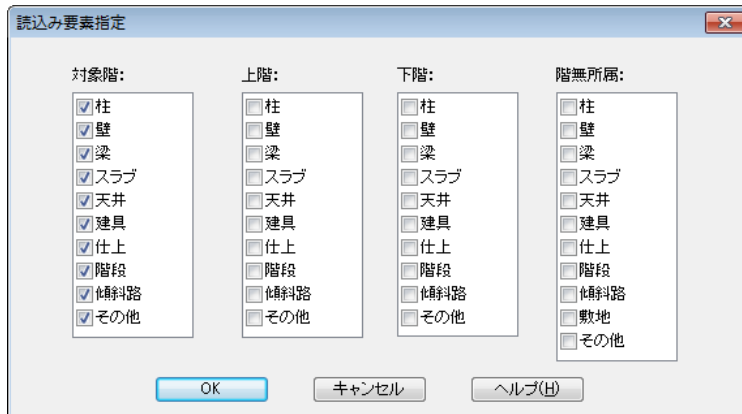 読込み要素指定
対象階:
柱
壁
梁
スラブ
天井
建具
仕上
階段
傾斜路
その他
上階:
柱
壁
梁
スラブ
天井
建具
仕上
階段
傾斜路
その他
下階:
柱
壁
梁
スラブ
天井
建具
仕上
階段
傾斜路
その他
階無所属:
柱
壁
梁
スラブ
天井
建具
仕上
階段
傾斜路
敷地
その他
OK
キャンセル
ヘルプ(H)